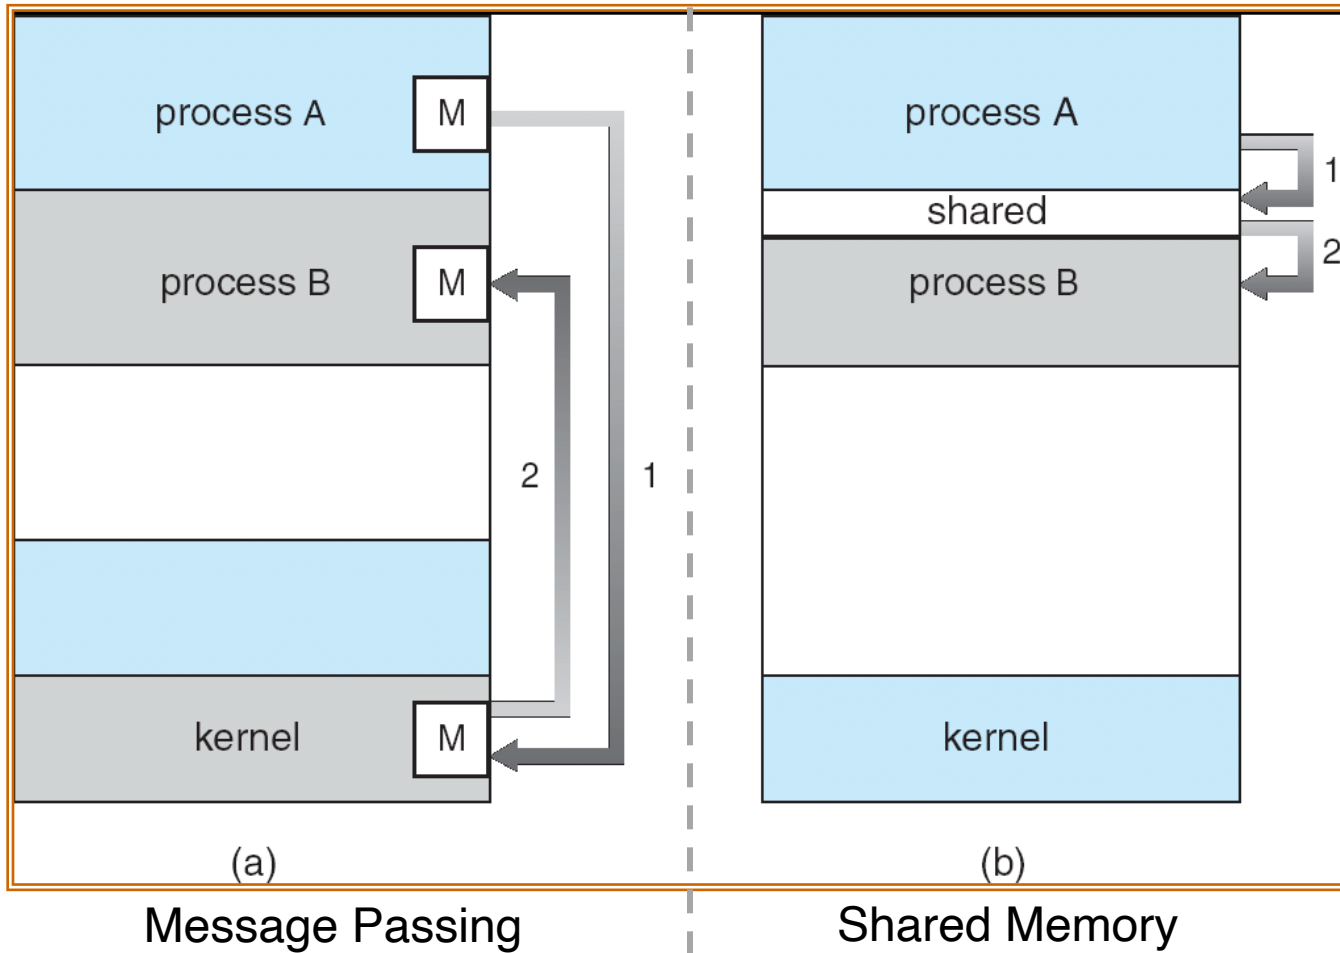 process A
M
process B
M
2
1
kernel
M
(a)
Message Passing
process A
1
shared
2
process B
kernel
(b)
Shared Memory